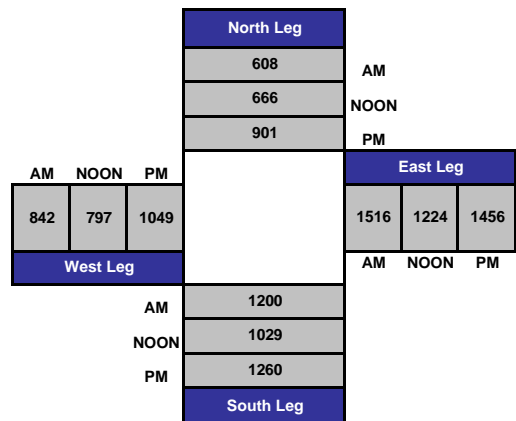 North Leg
608
AM
666
NOON
901
PM
East Leg
AM NOON PM
842 797 1049
1516 1224 1456
West Leg
AM NOON PM
AM
1200
NOON
1029
PM
1260
South Leg